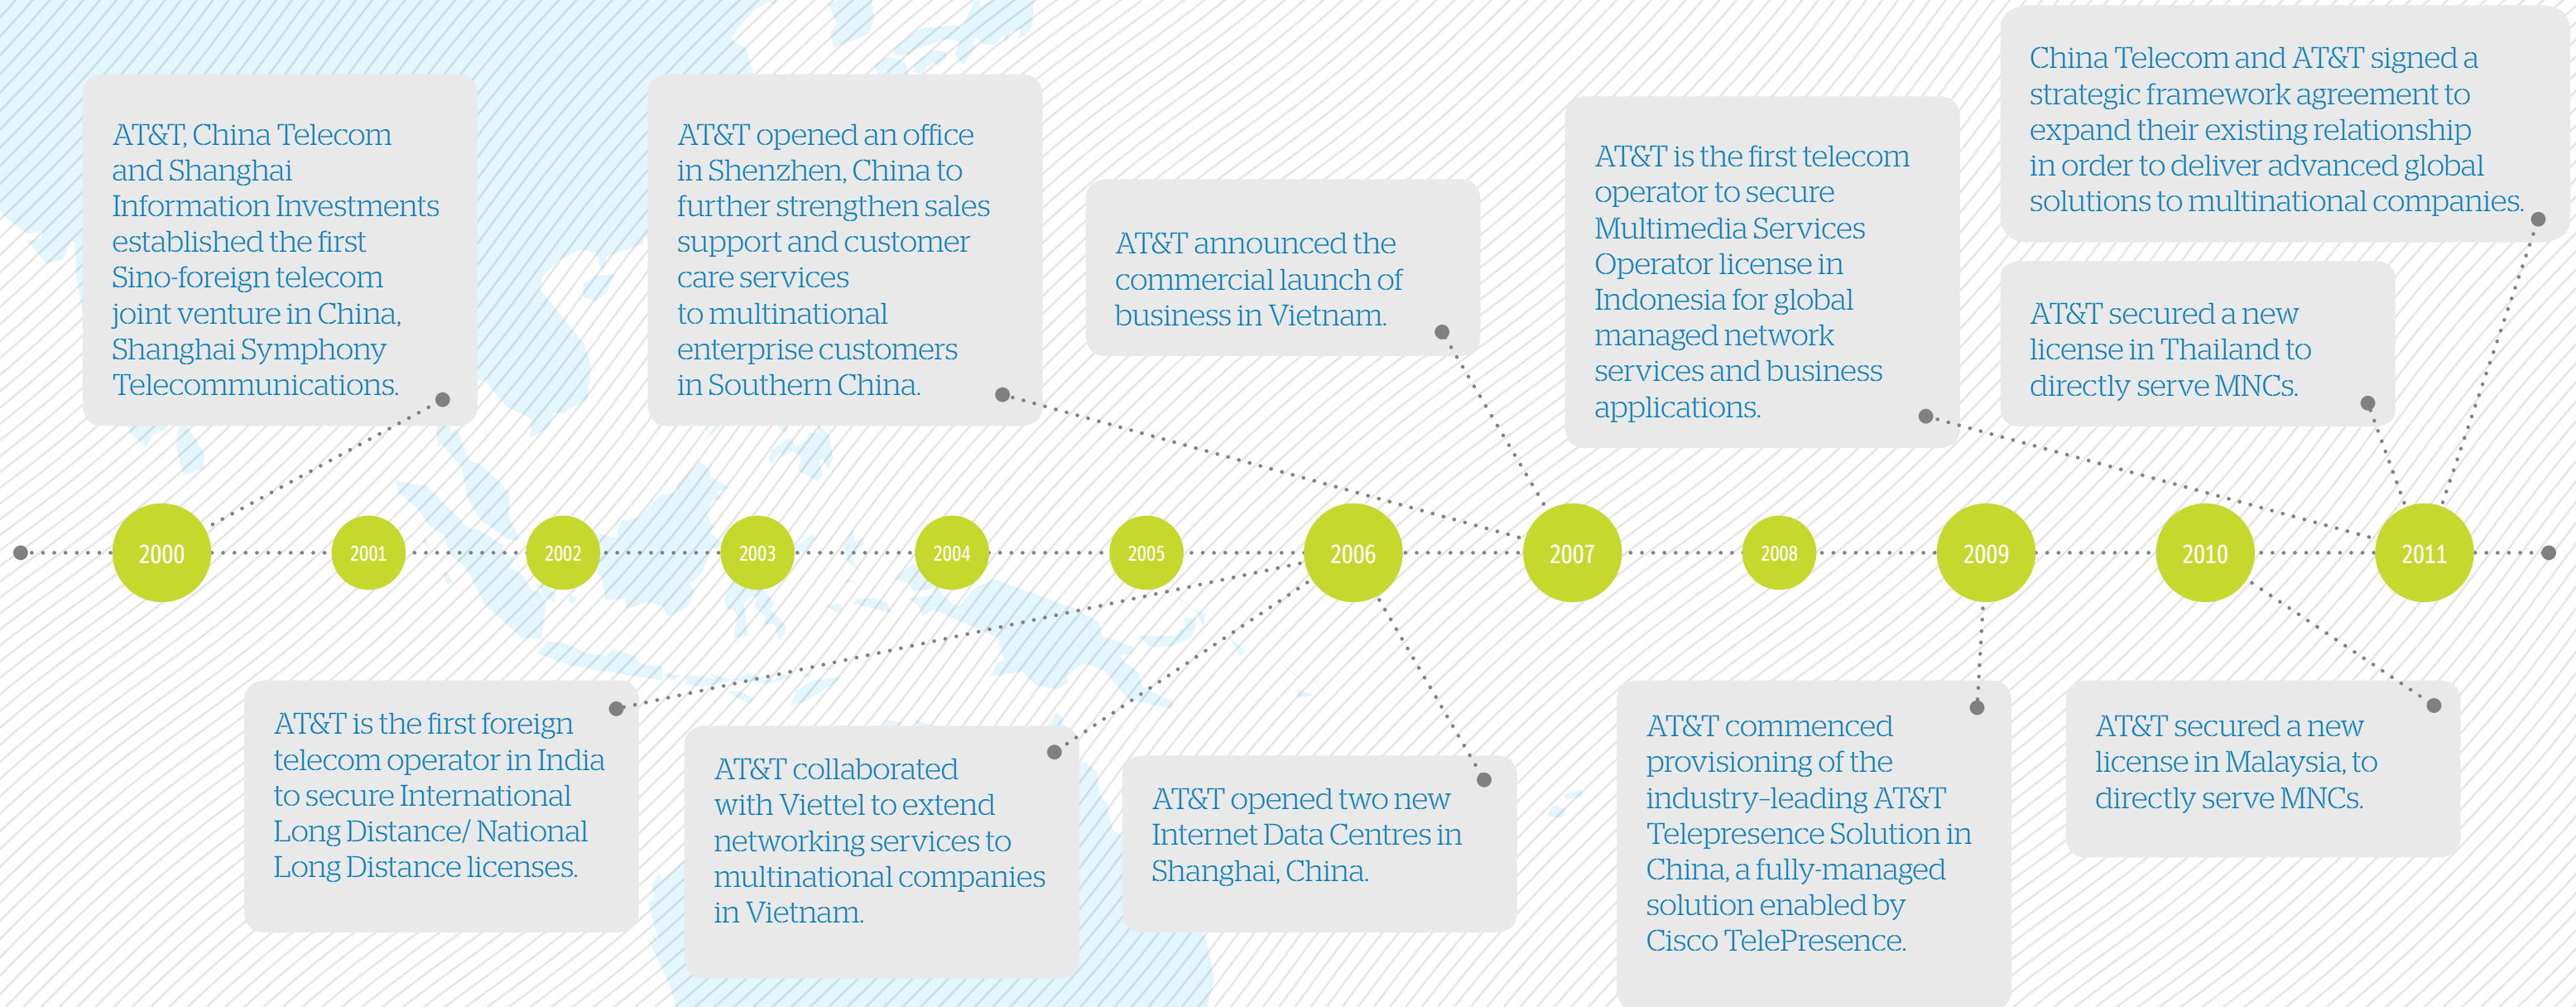 China Telecom and AT&T signed a
strategic framework agreement to
expand their existing relationship
in order to deliver advanced global
solutions to multinational companies.
AT&T, China Telecom
and Shanghai
Information Investments
established the first
Sino-foreign telecom
joint venture in China,
Shanghai Symphony
Telecommunications.
AT&T opened an office
in Shenzhen, China to
further strengthen sales
support and customer
care services
to multinational
enterprise customers
in Southern China.
AT&T announced the
commercial launch of
business in Vietnam.
AT&T is the first telecom
operator to secure
Multimedia Services
Operator license in
Indonesia for global
managed network
services and business
applications.
AT&T secured a new
license in Thailand to
directly serve MNCs.
2000
2001
2002
2003
2004
2005
2006
2007
2008
2009
2010
2011
AT&T is the first foreign
telecom operator in India
to secure International
Long Distance/ National
Long Distance licenses.
AT&T collaborated
with Viettel to extend
networking services to
multinational companies
in Vietnam.
AT&T opened two new
Internet Data Centres in
Shanghai, China.
AT&T commenced
provisioning of the
industry-leading AT&T
Telepresence Solution in
China, a fully-managed
solution enabled by
Cisco TelePresence.
AT&T secured a new
license in Malaysia, to
directly serve MNCs.